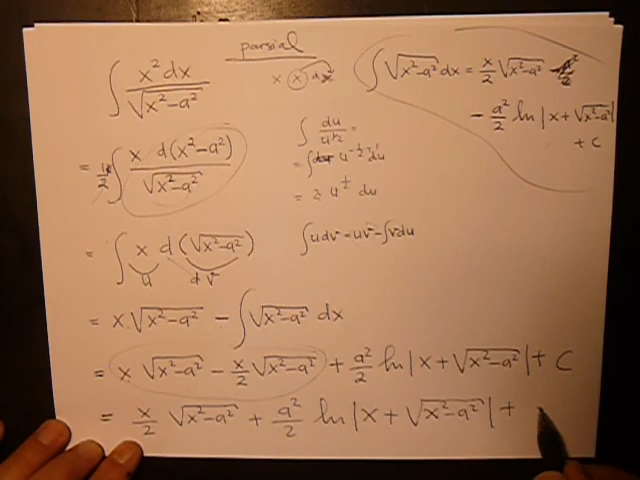 parsial
∫ x² dx / √(x²-a²)
x x dx
= 1/2 ∫ x d(x²-a²) / √(x²-a²)
= ∫ x d(√(x²-a²))
u dv
= x.√(x²-a²) - ∫ √(x²-a²) dx
= x √(x²-a²) - x/2 √(x²-a²) + a²/2 ln|x + √(x²-a²)| + C
= x/2 √(x²-a²) + a²/2 ln|x + √(x²-a²)| +
∫ du / u^1/2 =
= ∫ u^-1/2 du
= 2 u^1/2 du
∫ u dv = uv - ∫ v du
∫ √(x²-a²) dx = x/2 √(x²-a²)
- a²/2 ln|x + √(x²-a²)|
+ C